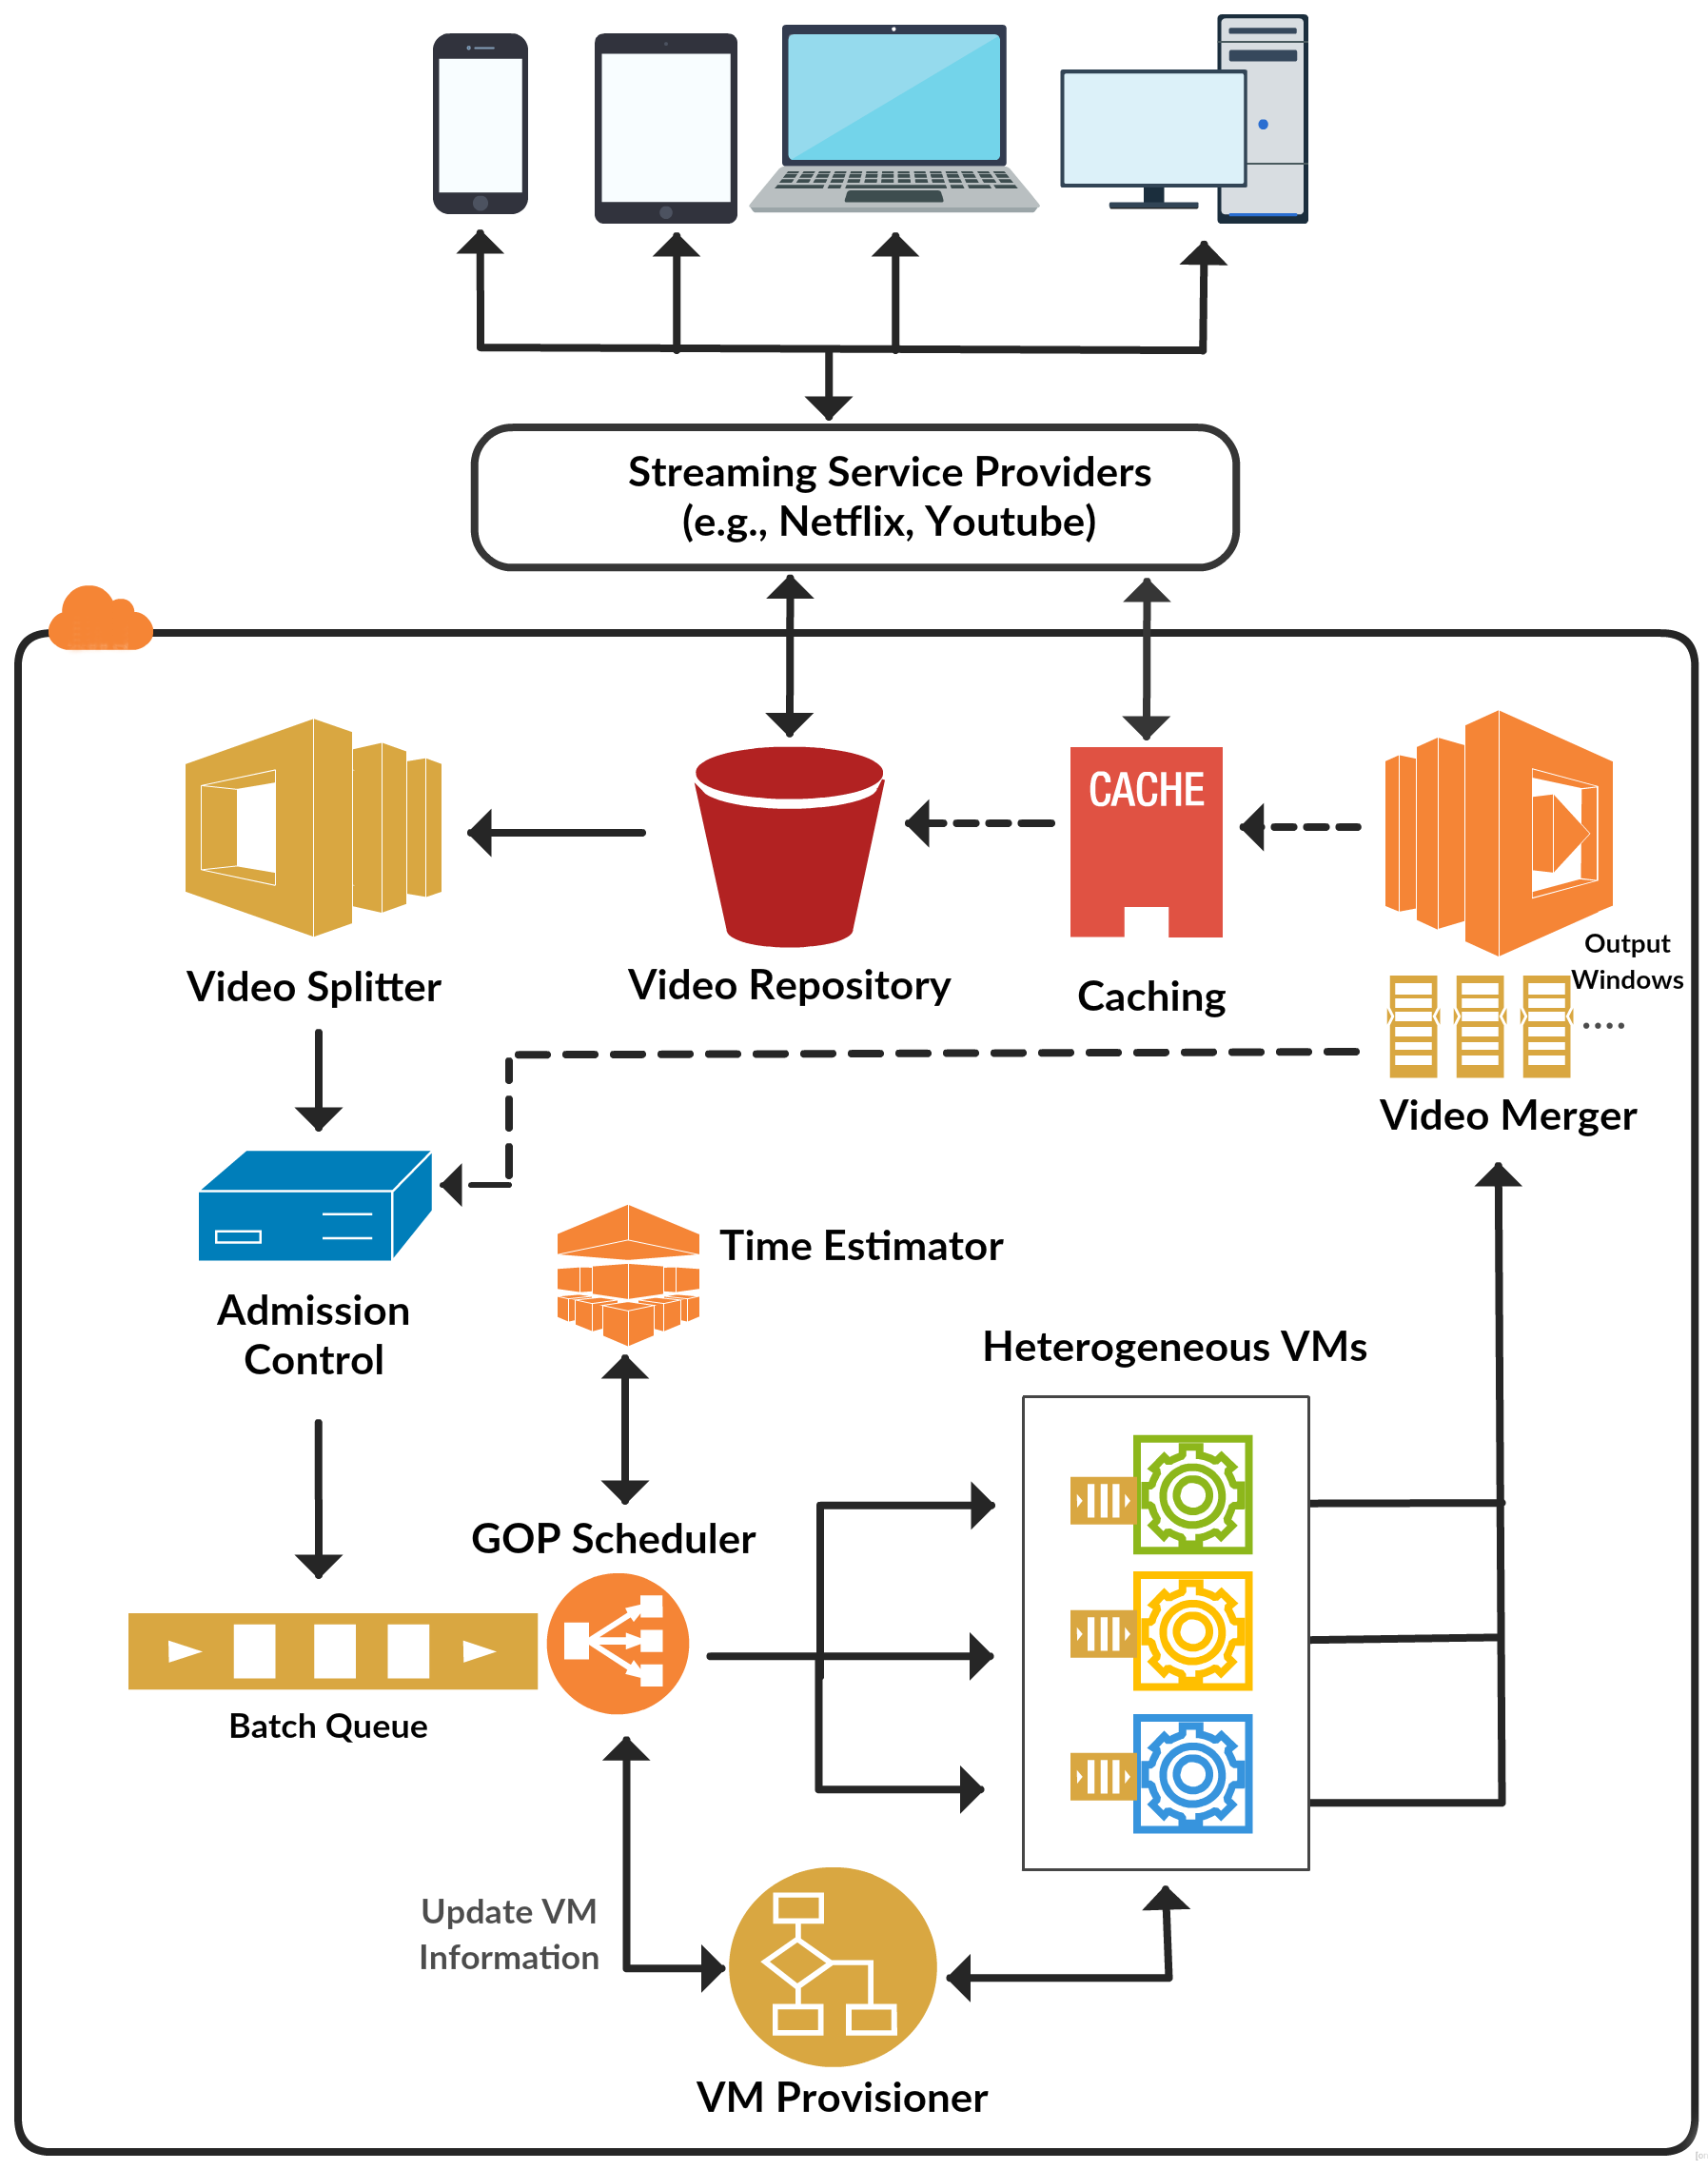 Streaming Service Providers
(e.g., Netflix, Youtube)
CACHE
Output
Windows
....
Video Splitter
Video Repository
Caching
Video Merger
Time Estimator
Admission
Control
Heterogeneous VMs
GOP Scheduler
Batch Queue
Update VM
Information
VM Provisioner